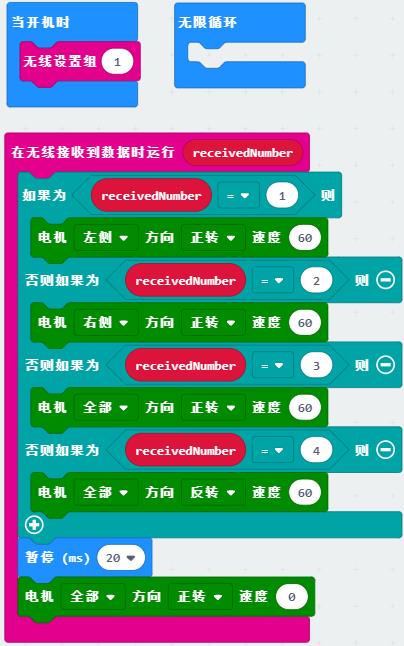 当开机时
无线设置组 1
无限循环
在无线接收到数据时运行 receivedNumber
如果为 receivedNumber = 1 则
电机 左侧 方向 正转 速度 60
否则如果为 receivedNumber = 2 则
电机 右侧 方向 正转 速度 60
否则如果为 receivedNumber = 3 则
电机 全部 方向 正转 速度 60
否则如果为 receivedNumber = 4 则
电机 全部 方向 反转 速度 60
暂停 (ms) 20
电机 全部 方向 正转 速度 0